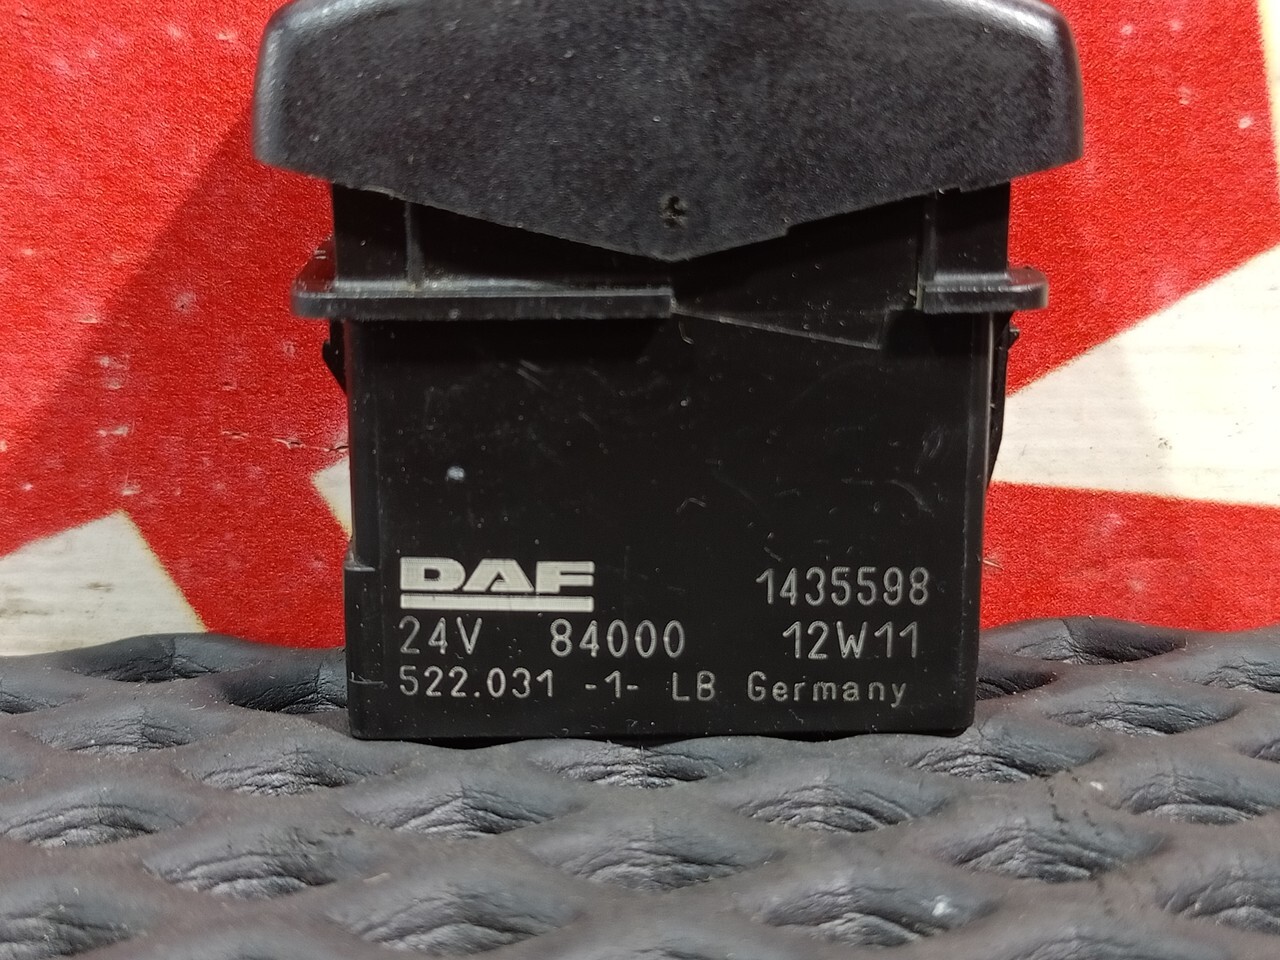 DAF 1435598
24V 84000 12W11
522.031 -1- LB Germany